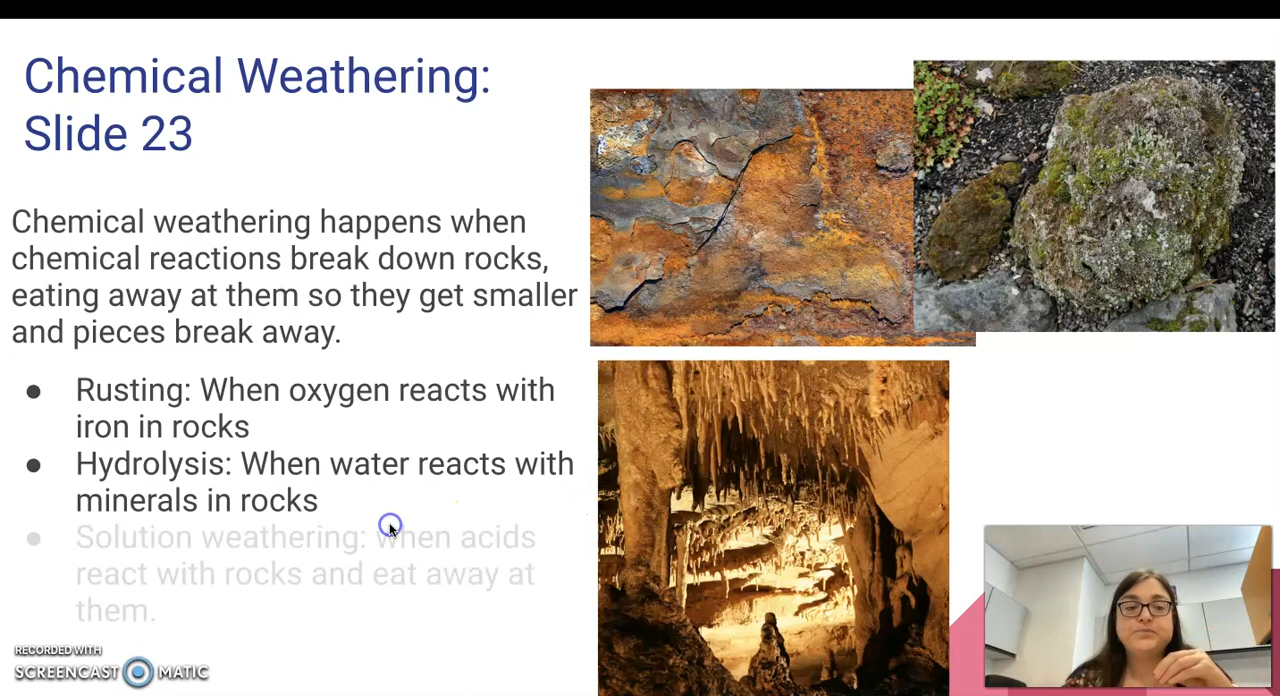 Chemical Weathering:
Slide 23
Chemical weathering happens when
chemical reactions break down rocks,
eating away at them so they get smaller
and pieces break away.
● Rusting: When oxygen reacts with
iron in rocks
● Hydrolysis: When water reacts with
minerals in rocks
● Solution weathering: when acids
react with rocks and eat away at
them.
RECORDED WITH
SCREENCAST MATIC